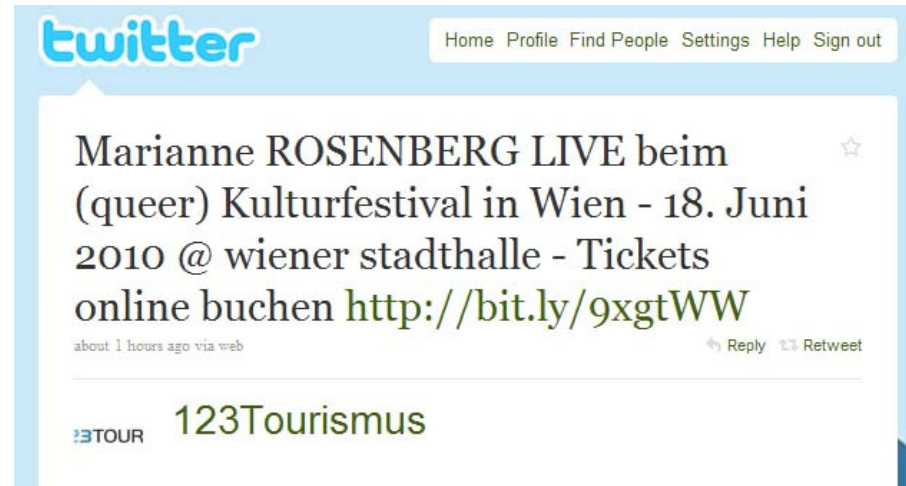 twitter
Home Profile Find People Settings Help Sign out
Marianne ROSENBERG LIVE beim
(queer) Kulturfestival in Wien - 18. Juni
2010 @ wiener stadthalle - Tickets
online buchen http://bit.ly/9xgtWW
about 1 hours ago via web
Reply Retweet
23TOUR
123Tourismus